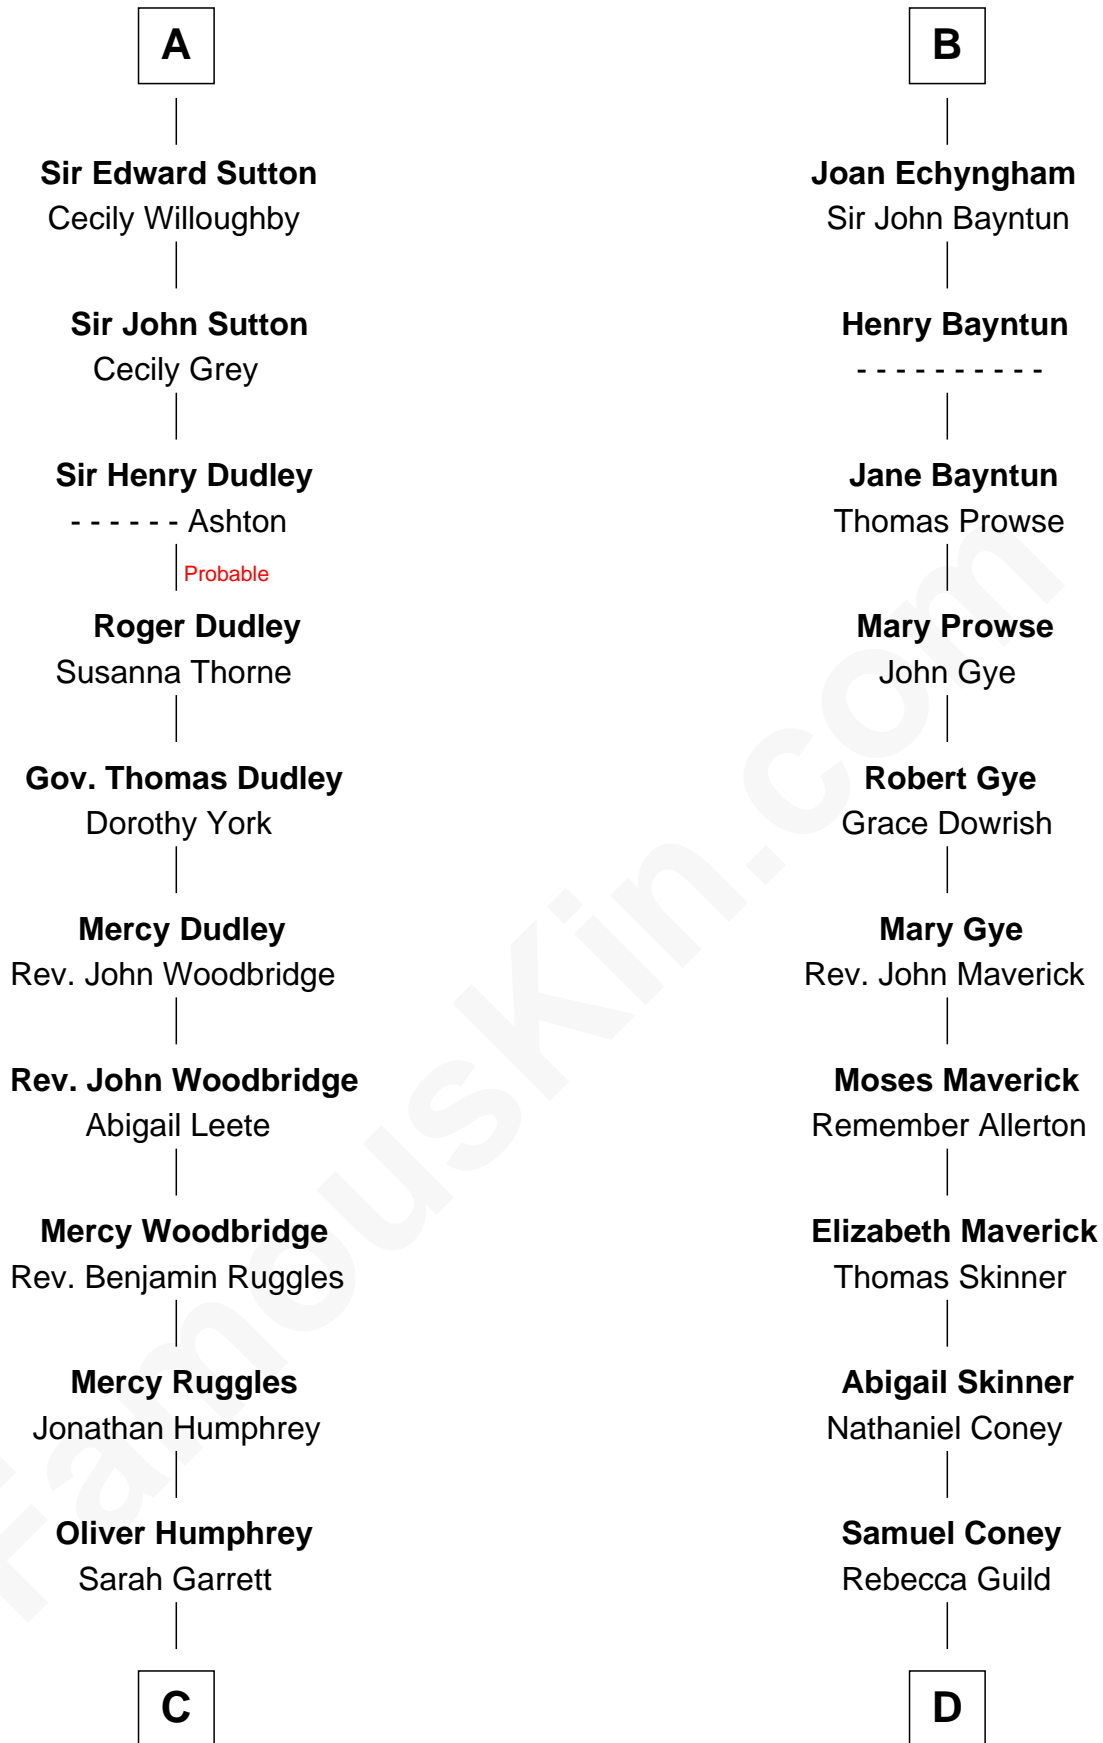 A
Sir Edward Sutton
Cecily Willoughby
Sir John Sutton
Cecily Grey
Sir Henry Dudley
- - - - - - Ashton
Probable
Roger Dudley
Susanna Thorne
Gov. Thomas Dudley
Dorothy York
Mercy Dudley
Rev. John Woodbridge
Rev. John Woodbridge
Abigail Leete
Mercy Woodbridge
Rev. Benjamin Ruggles
Mercy Ruggles
Jonathan Humphrey
Oliver Humphrey
Sarah Garrett
C
B
Joan Echyngham
Sir John Bayntun
Henry Bayntun
- - - - - - - - - -
Jane Bayntun
Thomas Prowse
Mary Prowse
John Gye
Robert Gye
Grace Dowrish
Mary Gye
Rev. John Maverick
Moses Maverick
Remember Allerton
Elizabeth Maverick
Thomas Skinner
Abigail Skinner
Nathaniel Coney
Samuel Coney
Rebecca Guild
D
FamousKin.com